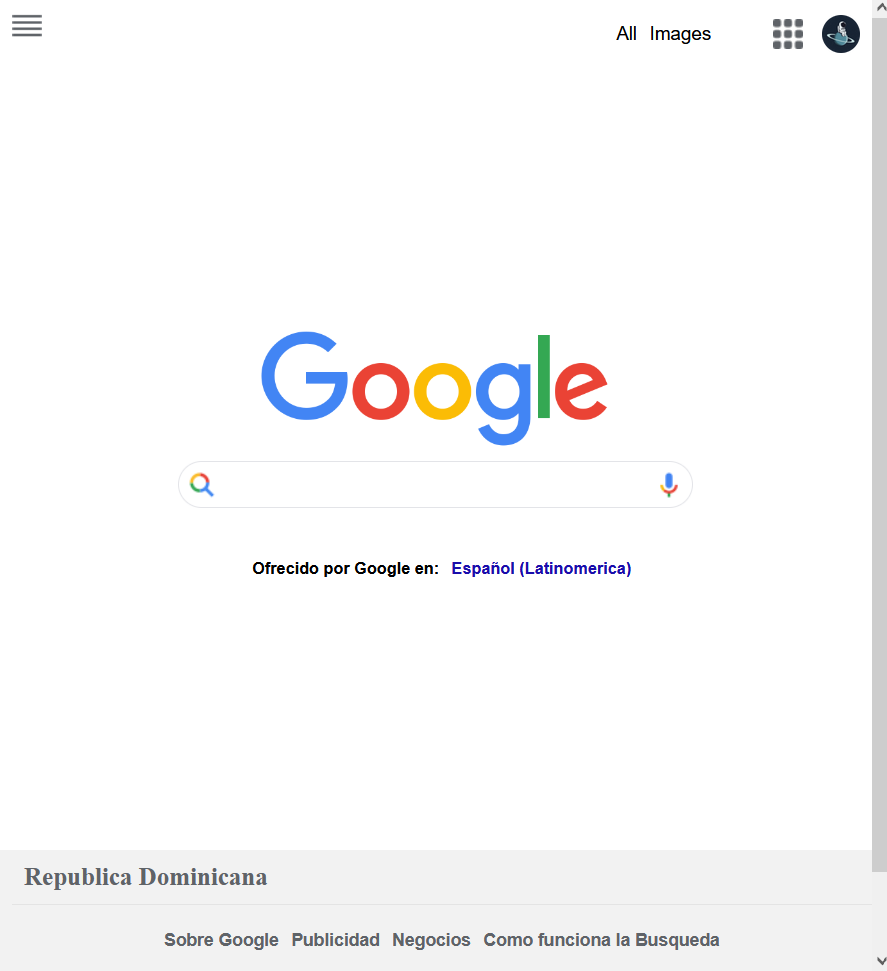 All Images
Google
Ofrecido por Google en: Español (Latinomerica)
Republica Dominicana
Sobre Google Publicidad Negocios Como funciona la Busqueda